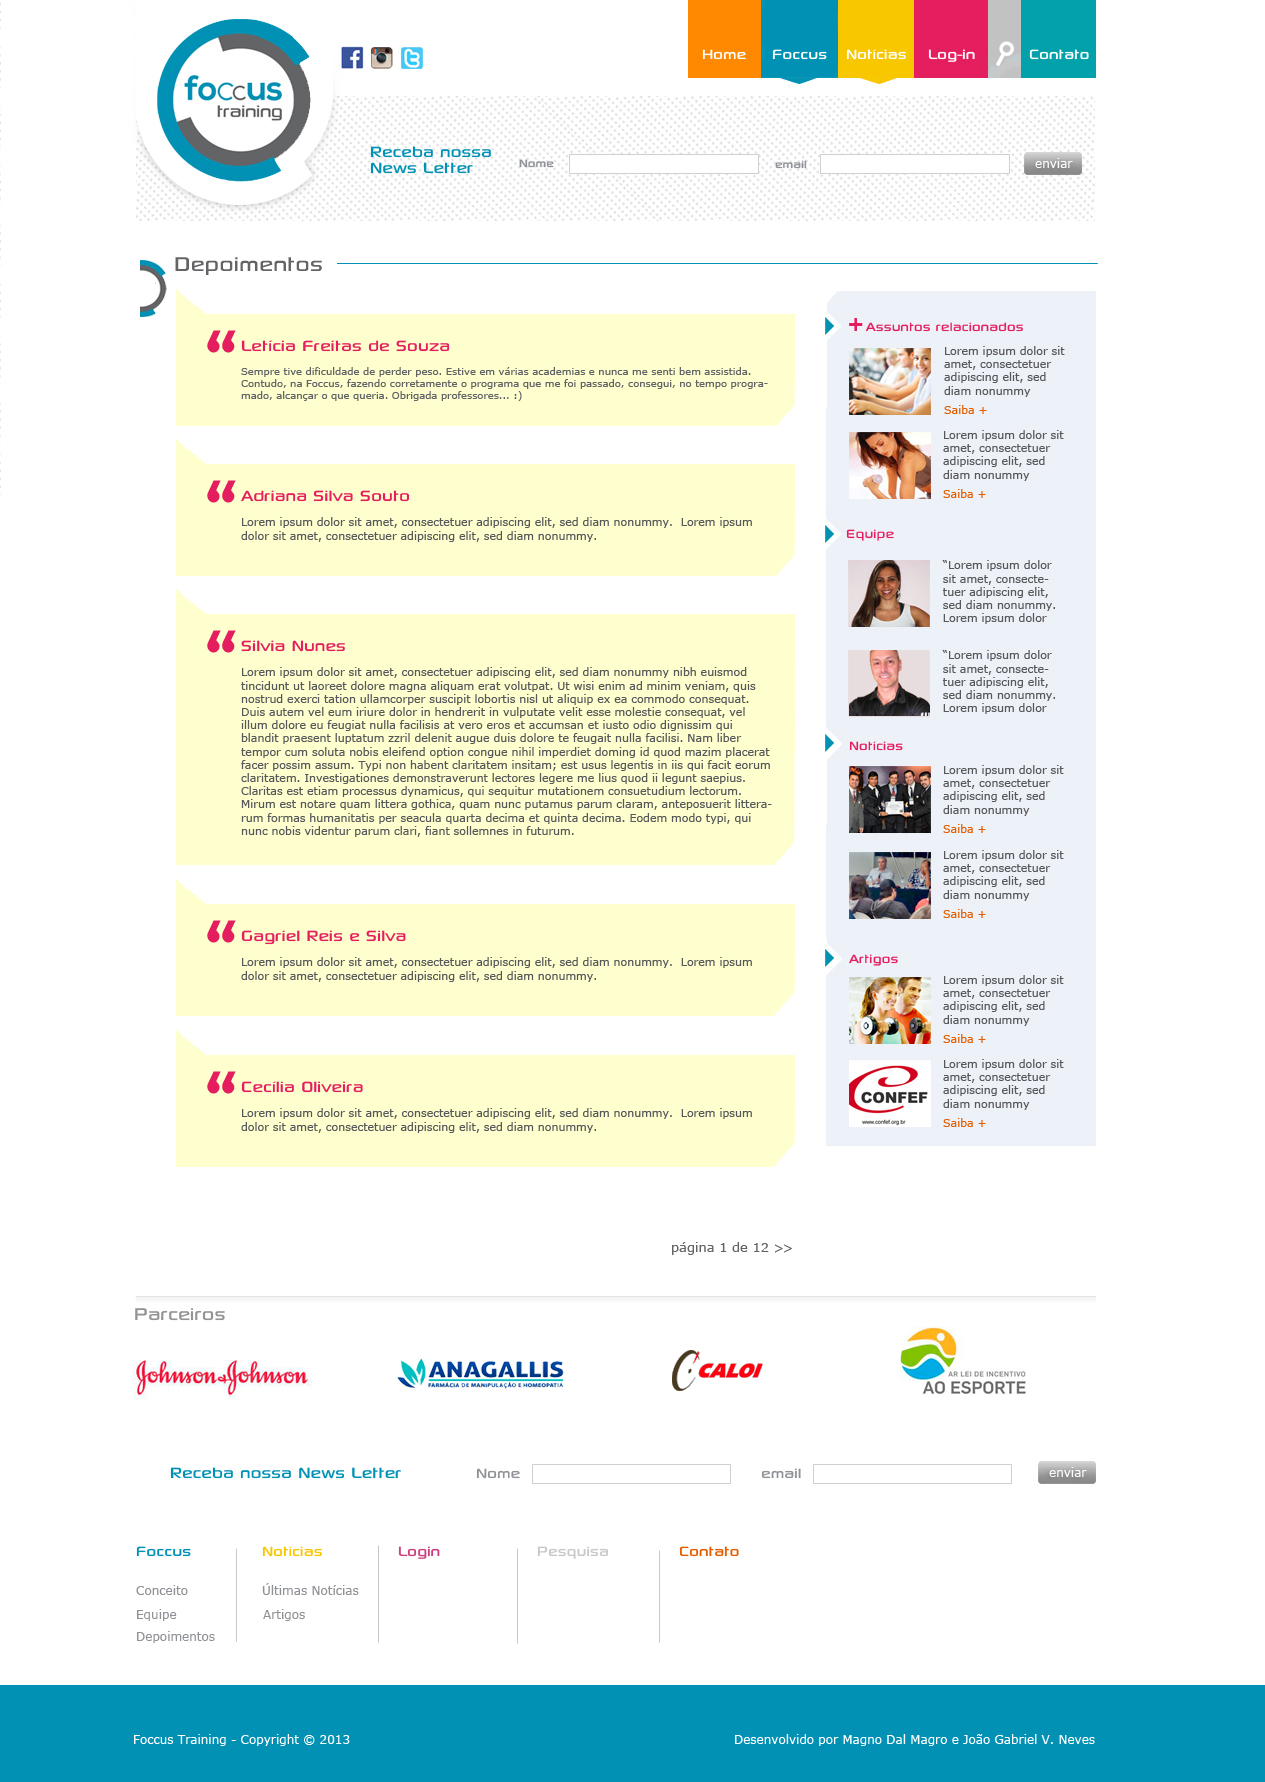 foccus
training
Home
Foccus
Notícias
Log-in
Contato
Receba nossa
News Letter
Nome
email
enviar
Depoimentos
Letícia Freitas de Souza
Sempre tive dificuldade de perder peso. Estive em várias academias e nunca me senti bem assistida.
Contudo, na Foccus, fazendo corretamente o programa que me foi passado, consegui, no tempo progra-
mado, alcançar o que queria. Obrigada professores... :)
Adriana Silva Souto
Lorem ipsum dolor sit amet, consectetuer adipiscing elit, sed diam nonummy.  Lorem ipsum
dolor sit amet, consectetuer adipiscing elit, sed diam nonummy.
Silvia Nunes
Lorem ipsum dolor sit amet, consectetuer adipiscing elit, sed diam nonummy nibh euismod
tincidunt ut laoreet dolore magna aliquam erat volutpat. Ut wisi enim ad minim veniam, quis
nostrud exerci tation ullamcorper suscipit lobortis nisl ut aliquip ex ea commodo consequat.
Duis autem vel eum iriure dolor in hendrerit in vulputate velit esse molestie consequat, vel
illum dolore eu feugiat nulla facilisis at vero eros et accumsan et iusto odio dignissim qui
blandit praesent luptatum zzril delenit augue duis dolore te feugait nulla facilisi. Nam liber
tempor cum soluta nobis eleifend option congue nihil imperdiet doming id quod mazim placerat
facer possim assum. Typi non habent claritatem insitam; est usus legentis in iis qui facit eorum
claritatem. Investigationes demonstraverunt lectores legere me lius quod ii legunt saepius.
Claritas est etiam processus dynamicus, qui sequitur mutationem consuetudium lectorum.
Mirum est notare quam littera gothica, quam nunc putamus parum claram, anteposuerit littera-
rum formas humanitatis per seacula quarta decima et quinta decima. Eodem modo typi, qui
nunc nobis videntur parum clari, fiant sollemnes in futurum.
Gagriel Reis e Silva
Lorem ipsum dolor sit amet, consectetuer adipiscing elit, sed diam nonummy.  Lorem ipsum
dolor sit amet, consectetuer adipiscing elit, sed diam nonummy.
Cecília Oliveira
Lorem ipsum dolor sit amet, consectetuer adipiscing elit, sed diam nonummy.  Lorem ipsum
dolor sit amet, consectetuer adipiscing elit, sed diam nonummy.
página 1 de 12 >>
+ Assuntos relacionados
Lorem ipsum dolor sit
amet, consectetuer
adipiscing elit, sed
diam nonummy
Saiba +
Lorem ipsum dolor sit
amet, consectetuer
adipiscing elit, sed
diam nonummy
Saiba +
Equipe
“Lorem ipsum dolor
sit amet, consecte-
tuer adipiscing elit,
sed diam nonummy.
Lorem ipsum dolor
“Lorem ipsum dolor
sit amet, consecte-
tuer adipiscing elit,
sed diam nonummy.
Lorem ipsum dolor
Notícias
Lorem ipsum dolor sit
amet, consectetuer
adipiscing elit, sed
diam nonummy
Saiba +
Lorem ipsum dolor sit
amet, consectetuer
adipiscing elit, sed
diam nonummy
Saiba +
Artigos
Lorem ipsum dolor sit
amet, consectetuer
adipiscing elit, sed
diam nonummy
Saiba +
CONFEF
www.confef.org.br
Lorem ipsum dolor sit
amet, consectetuer
adipiscing elit, sed
diam nonummy
Saiba +
Parceiros
Johnson & Johnson
ANAGALLIS
FARMÁCIA DE MANIPULAÇÃO E HOMEOPATIA
CALOI
AR LEI DE INCENTIVO
AO ESPORTE
Receba nossa News Letter
Nome
email
enviar
Foccus
Conceito
Equipe
Depoimentos
Notícias
Últimas Notícias
Artigos
Login
Pesquisa
Contato
Foccus Training - Copyright © 2013
Desenvolvido por Magno Dal Magro e João Gabriel V. Neves